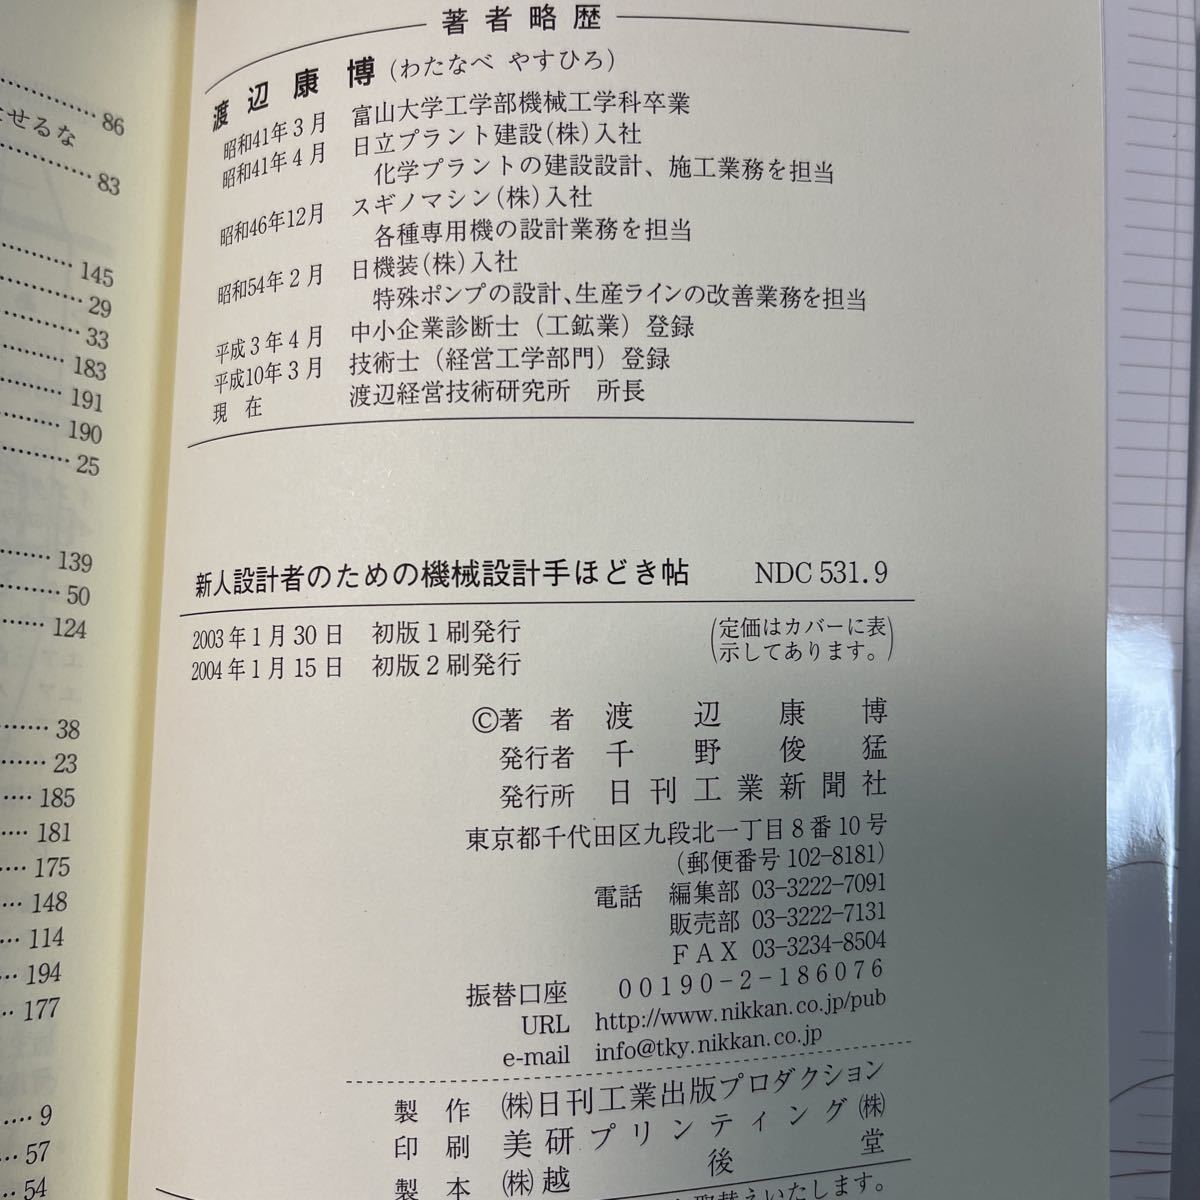 86
せるな
83
145
29
33
183
191
190
25
139
50
124
38
23
185
181
175
148
114
194
177
9
57
54
著者略歴
渡辺康博(わたなべ やすひろ)
昭和41年3月 富山大学工学部機械工学科卒業
昭和41年4月 日立プラント建設(株)入社
化学プラントの建設設計、施工業務を担当
昭和46年12月 スギノマシン(株)入社
各種専用機の設計業務を担当
昭和54年2月 日機装(株)入社
特殊ポンプの設計、生産ラインの改善業務を担当
平成3年4月 中小企業診断士(工鉱業)登録
平成10年3月 技術士(経営工学部門)登録
現在 渡辺経営技術研究所 所長
新人設計者のための機械設計手ほどき帖 NDC 531.9
2003年1月30日 初版1刷発行
2004年1月15日 初版2刷発行
(定価はカバーに表
示してあります。)
©著者 渡辺康博
発行者 千野俊猛
発行所 日刊工業新聞社
東京都千代田区九段北一丁目8番10号
(郵便番号102-8181)
電話 編集部 03-3222-7091
販売部 03-3222-7131
FAX 03-3234-8504
振替口座 00190-2-186076
URL http://www.nikkan.co.jp/pub
e-mail info@tky.nikkan.co.jp
製作 (株)日刊工業出版プロダクション
印刷 美研プリンティング(株)
製本 (株)越後堂
取替えいたします。